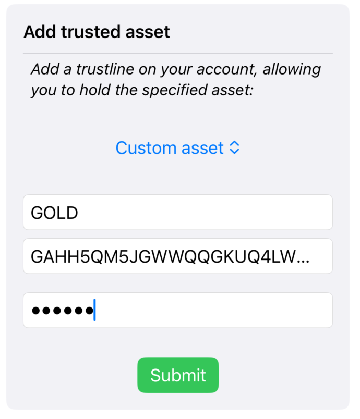 Add trusted asset
Add a trustline on your account, allowing
you to hold the specified asset:
Custom asset
GOLD
GAHH5QM5JGWWQQGKUQ4LW...
••••••
Submit